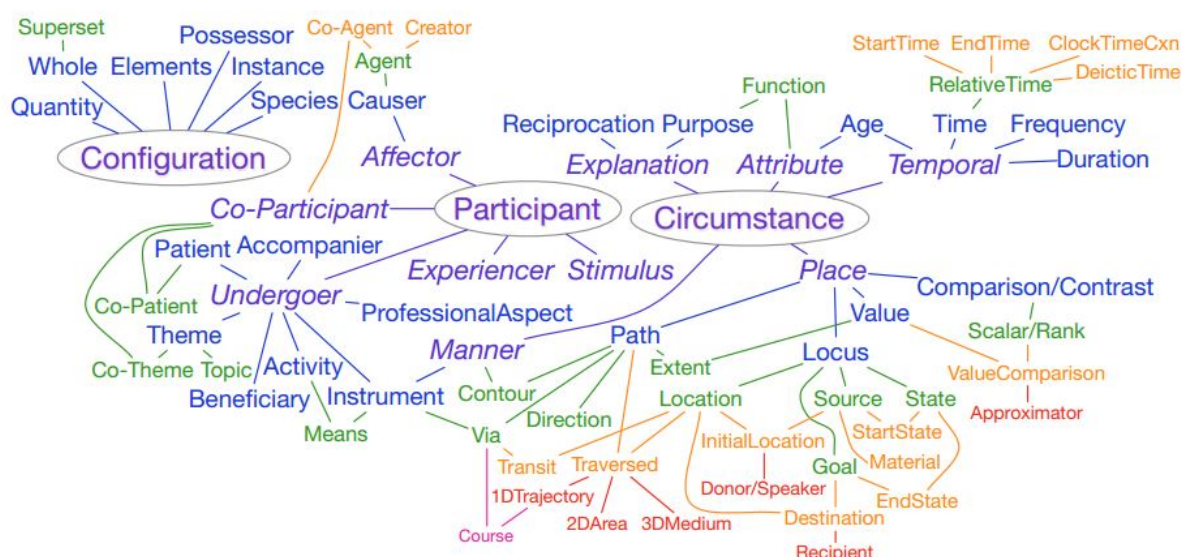 Superset
Co-Agent Creator
Possessor
StartTime EndTime ClockTimeCxn
Whole Elements Instance
Agent
DeicticTime
RelativeTime
Function
Quantity
Species Causer
Reciprocation Purpose
Age Time Frequency
Configuration
Affector
Explanation Attribute Temporal
Duration
Co-Participant
Participant
Circumstance
Patient Accompanier
Experiencer Stimulus
Place
Undergoer
Comparison/Contrast
Co-Patient
ProfessionalAspect
Value
Theme
Path
Scalar/Rank
Manner
Locus
Co-Theme Topic Activity
Extent
ValueComparison
Beneficiary Instrument
Contour
Location Source State
Approximator
Direction
Means
Via
InitialLocation
StartState
Transit Traversed
Goal Material
1DTrajectory
Donor/Speaker
EndState
Course
2DArea 3DMedium
Destination
Recipient